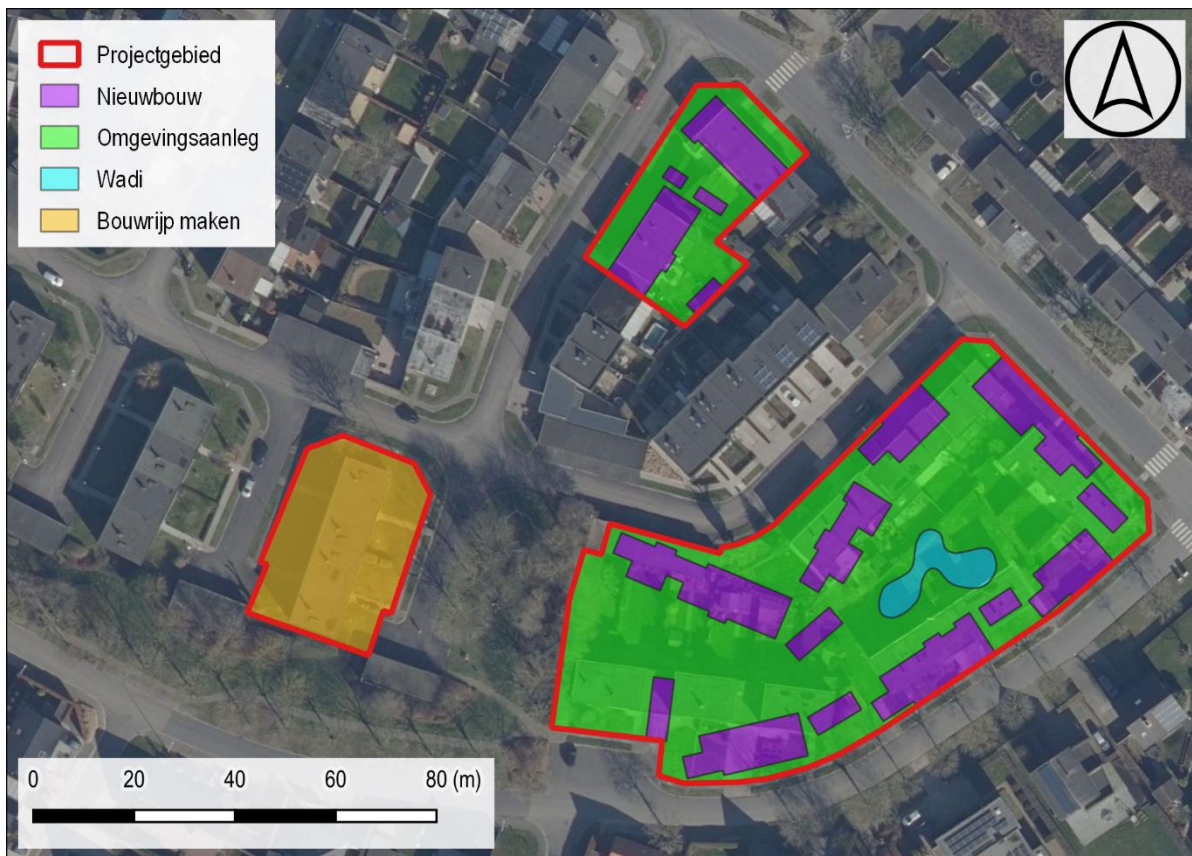 Projectgebied
Nieuwbouw
Omgevingsaanleg
Wadi
Bouwrijp maken
0 20 40 60 80 (m)